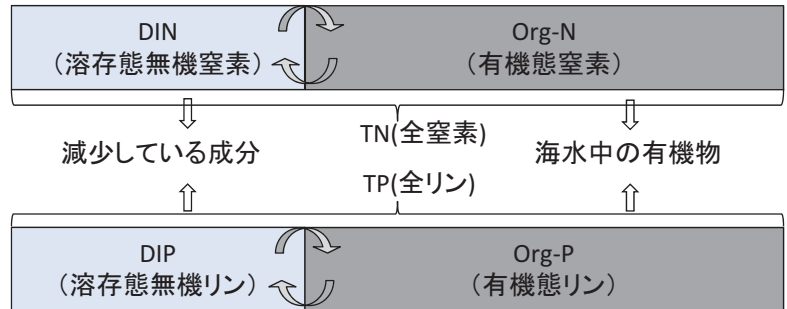 DIN
（溶存態無機窒素）
Org-N
（有機態窒素）
TN(全窒素)
減少している成分
海水中の有機物
TP(全リン)
DIP
（溶存態無機リン）
Org-P
（有機態リン）